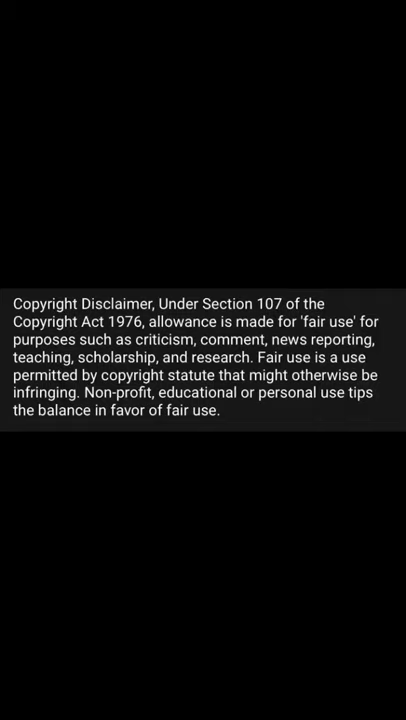 Copyright Disclaimer, Under Section 107 of the
Copyright Act 1976, allowance is made for 'fair use' for
purposes such as criticism, comment, news reporting,
teaching, scholarship, and research. Fair use is a use
permitted by copyright statute that might otherwise be
infringing. Non-profit, educational or personal use tips
the balance in favor of fair use.